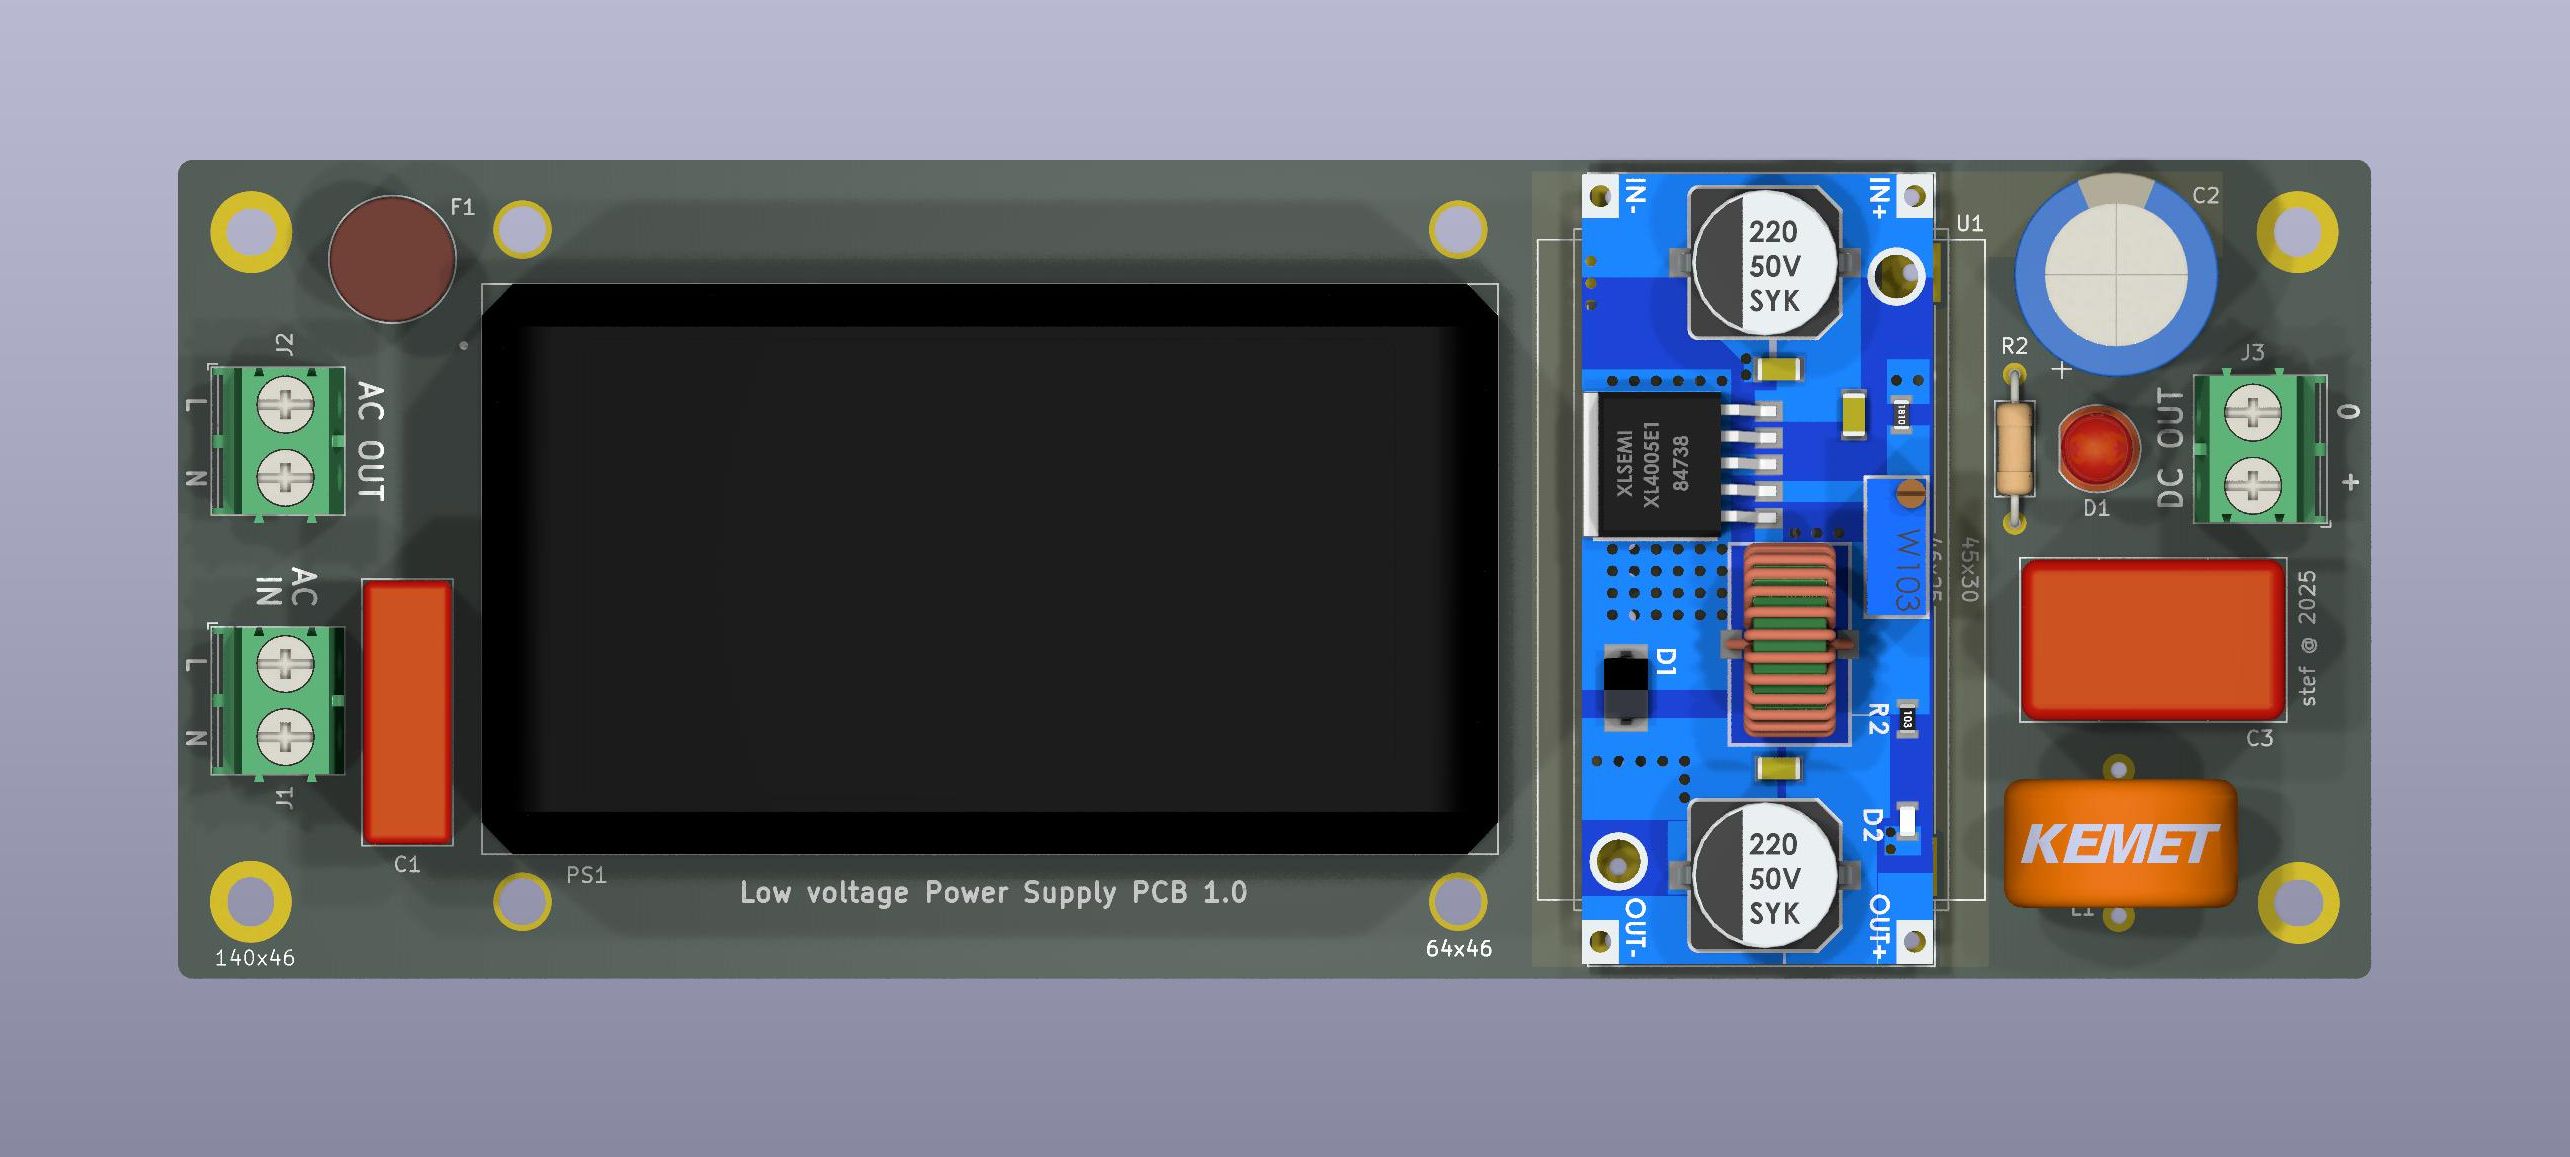 F1
J2
L
N
AC OUT
AC
IN
L
N
J1
C1
140x46
PS1
Low voltage Power Supply PCB 1.0
64x46
IN-
IN+
220
50V
SYK
U1
XLSEMI
XL4005E1
84738
1810
W103
45x30
D1
R2
103
D2
220
50V
SYK
OUT-
OUT+
C2
R2
J3
D1
DC OUT
0
+
+
stef @ 2025
C3
KEMET